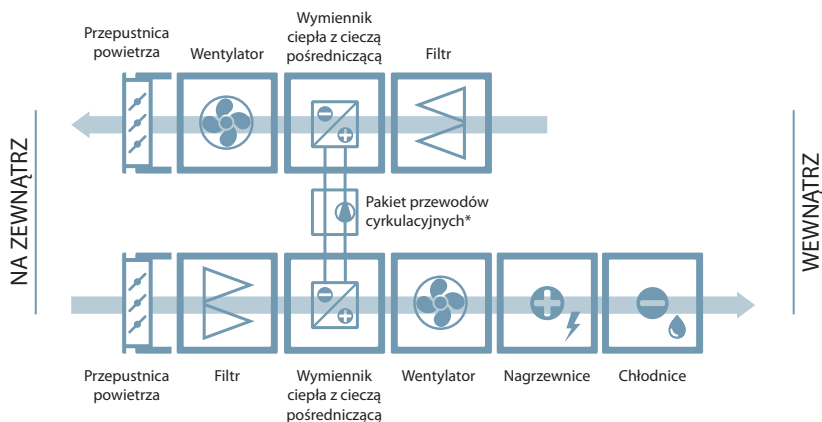 Przepustnica
powietrza
Wentylator
Wymiennik
ciepła z cieczą
pośredniczącą
Filtr
NA ZEWNĄTRZ
WEWNĄTRZ
Pakiet przewodów
cyrkulacyjnych*
Przepustnica
powietrza
Filtr
Wymiennik
ciepła z cieczą
pośredniczącą
Wentylator
Nagrzewnice
Chłodnice